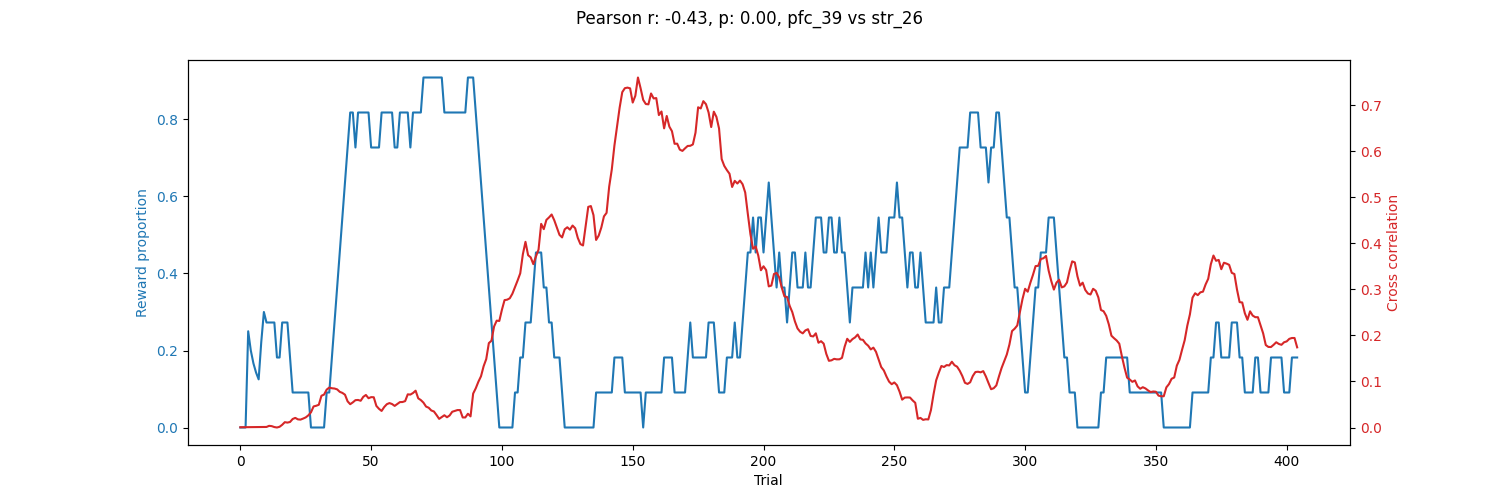 Pearson r: -0.43, p: 0.00, pfc_39 vs str_26
Reward proportion
0.8
0.6
0.4
0.2
0.0
0.7
0.6
0.5
0.4
0.3
0.2
0.1
0.0
Cross correlation
0 50 100 150 200 250 300 350 400
Trial